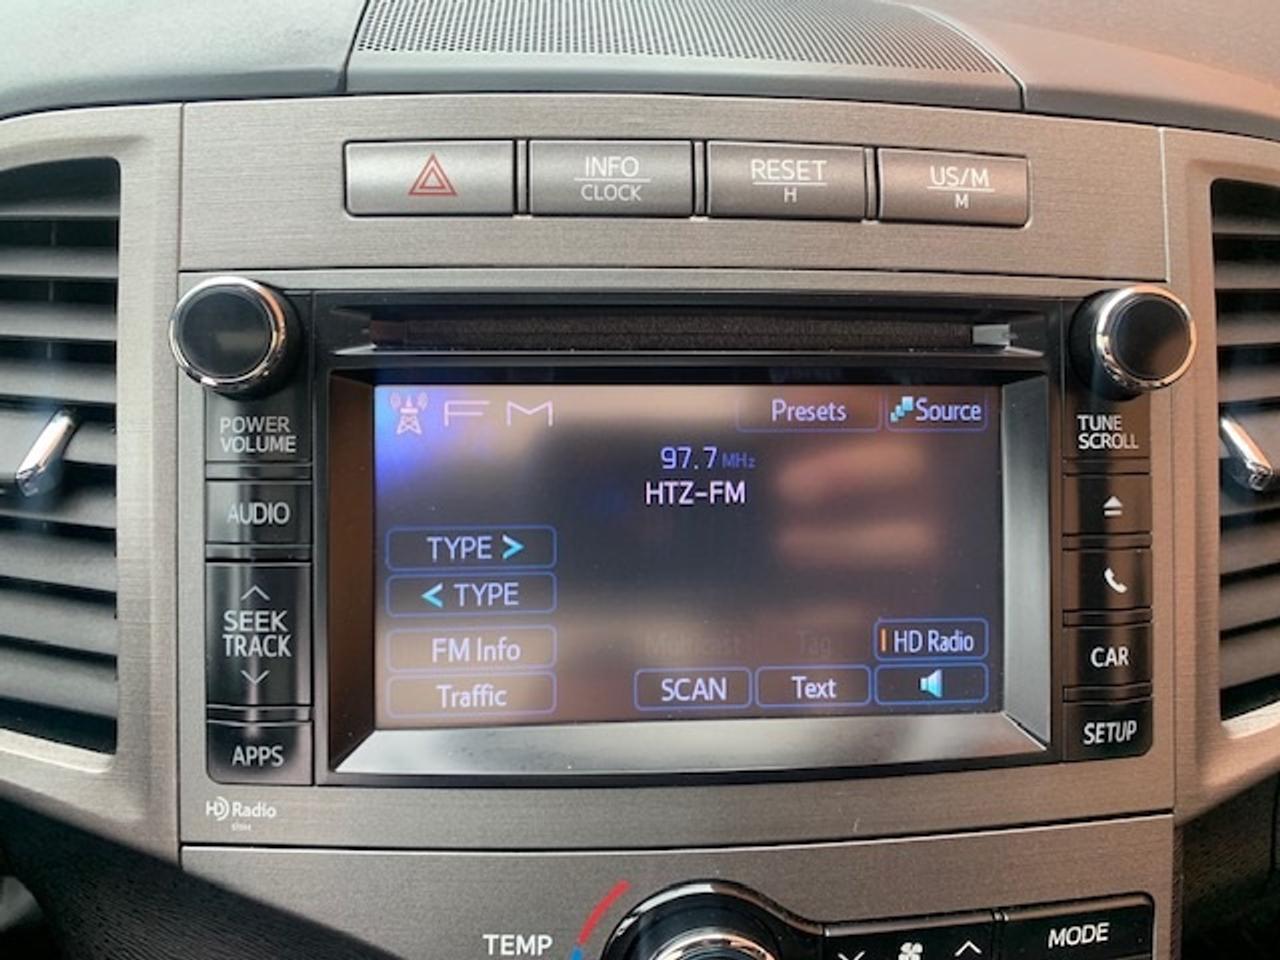 INFO
CLOCK
RESET
H
US/M
M
POWER
VOLUME
AUDIO
SEEK
TRACK
APPS
HD Radio
FM
Presets
Source
97.7 MHz
HTZ-FM
TYPE >
< TYPE
FM Info
Traffic
Multicast
Tag
HD Radio
SCAN
Text
TUNE
SCROLL
CAR
SETUP
TEMP
MODE